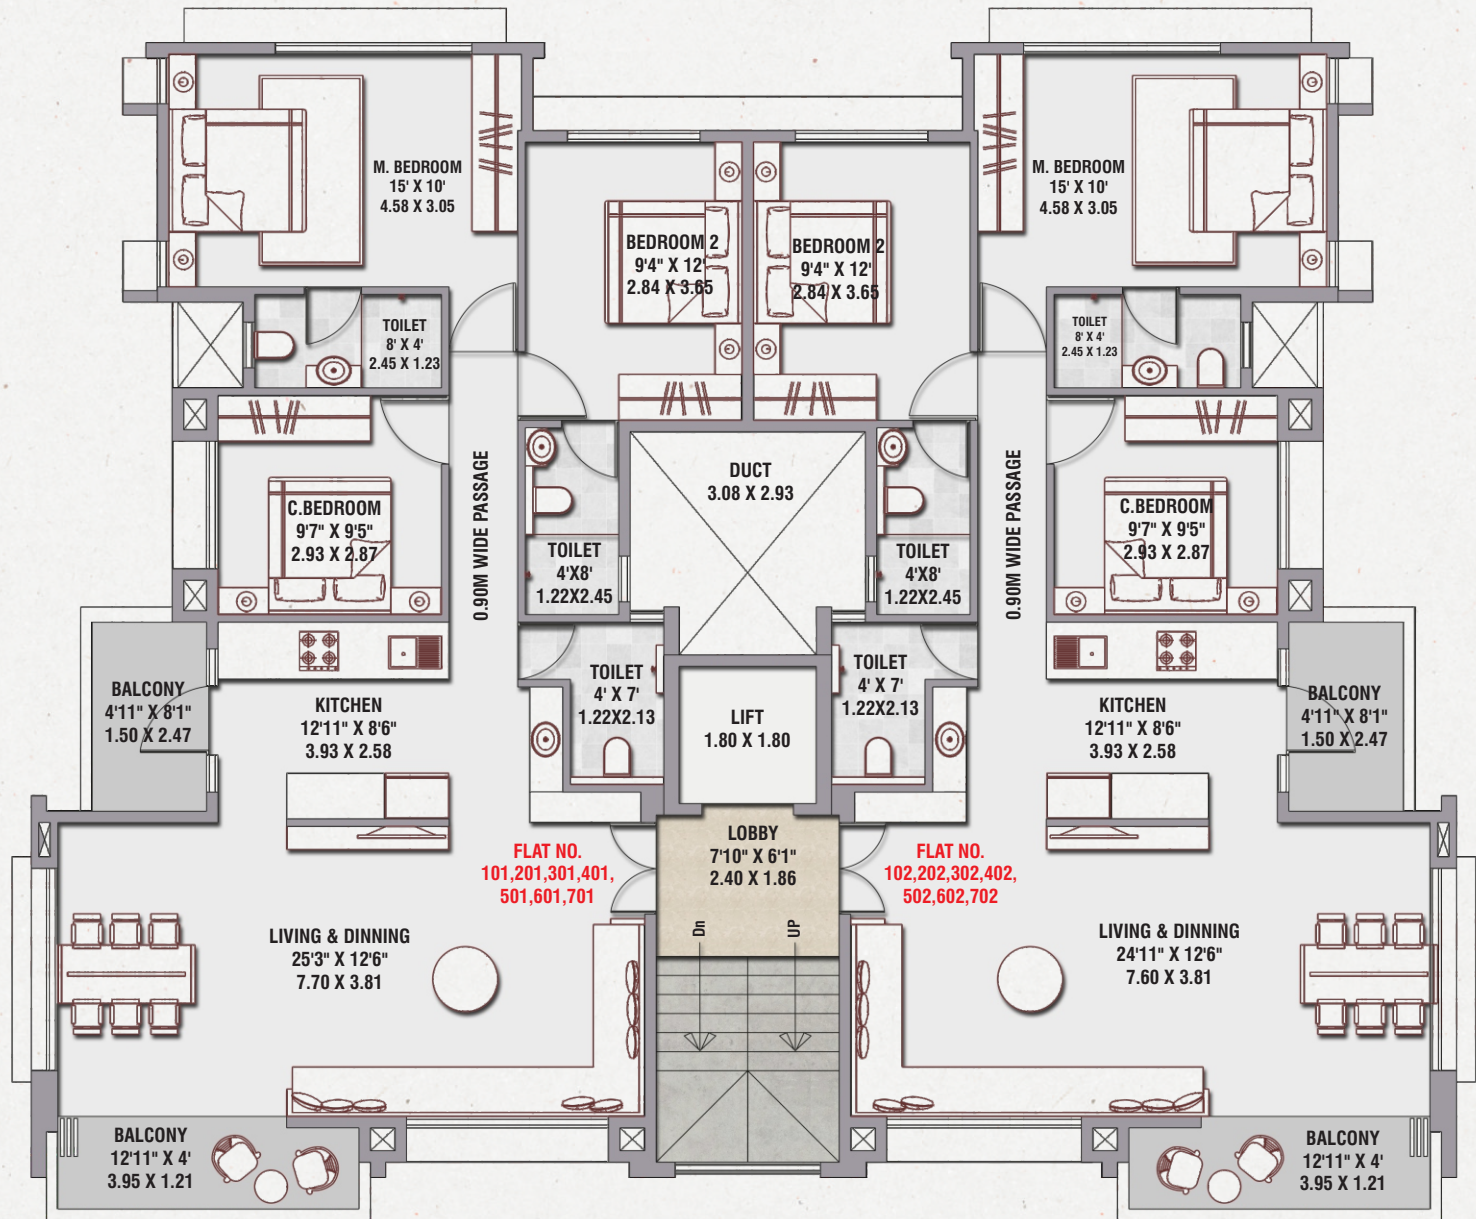 M. BEDROOM
15' X 10'
4.58 X 3.05
M. BEDROOM
15' X 10'
4.58 X 3.05
BEDROOM 2
9'4" X 12'
2.84 X 3.65
BEDROOM 2
9'4" X 12'
2.84 X 3.65
TOILET
8' X 4'
2.45 X 1.23
TOILET
8' X 4'
2.45 X 1.23
DUCT
3.08 X 2.93
C.BEDROOM
9'7" X 9'5"
2.93 X 2.87
0.90M WIDE PASSAGE
TOILET
4'X8'
1.22X2.45
TOILET
4'X8'
1.22X2.45
0.90M WIDE PASSAGE
C.BEDROOM
9'7" X 9'5"
2.93 X 2.87
BALCONY
4'11" X 8'1"
1.50 X 2.47
KITCHEN
12'11" X 8'6"
3.93 X 2.58
TOILET
4' X 7'
1.22X2.13
LIFT
1.80 X 1.80
TOILET
4' X 7'
1.22X2.13
KITCHEN
12'11" X 8'6"
3.93 X 2.58
BALCONY
4'11" X 8'1"
1.50 X 2.47
FLAT NO.
101,201,301,401,
501,601,701
LOBBY
7'10" X 6'1"
2.40 X 1.86
FLAT NO.
102,202,302,402,
502,602,702
Dn
UP
LIVING & DINNING
25'3" X 12'6"
7.70 X 3.81
LIVING & DINNING
24'11" X 12'6"
7.60 X 3.81
BALCONY
12'11" X 4'
3.95 X 1.21
BALCONY
12'11" X 4'
3.95 X 1.21